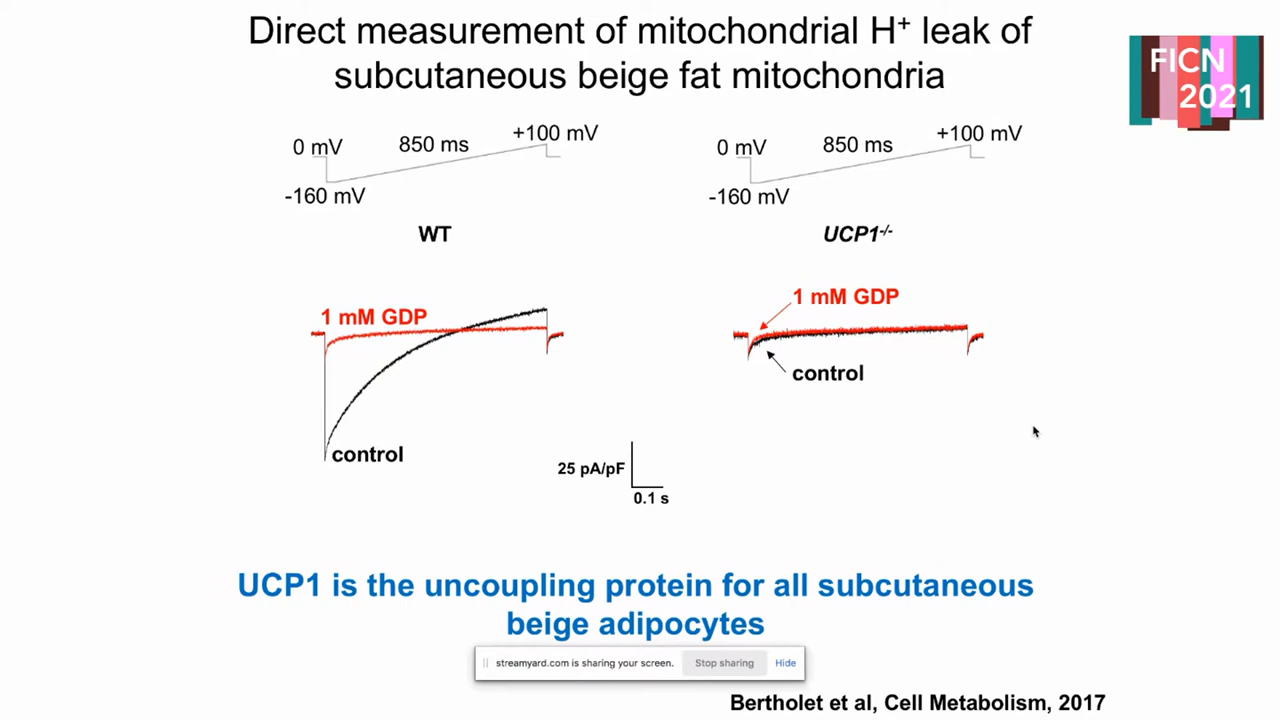 Direct measurement of mitochondrial H⁺ leak of
subcutaneous beige fat mitochondria
FICN
2021
0 mV
850 ms
+100 mV
-160 mV
0 mV
850 ms
+100 mV
-160 mV
WT
UCP1⁻/⁻
1 mM GDP
control
1 mM GDP
control
25 pA/pF
0.1 s
UCP1 is the uncoupling protein for all subcutaneous
beige adipocytes
streamyard.com is sharing your screen.
Stop sharing
Hide
Bertholet et al, Cell Metabolism, 2017